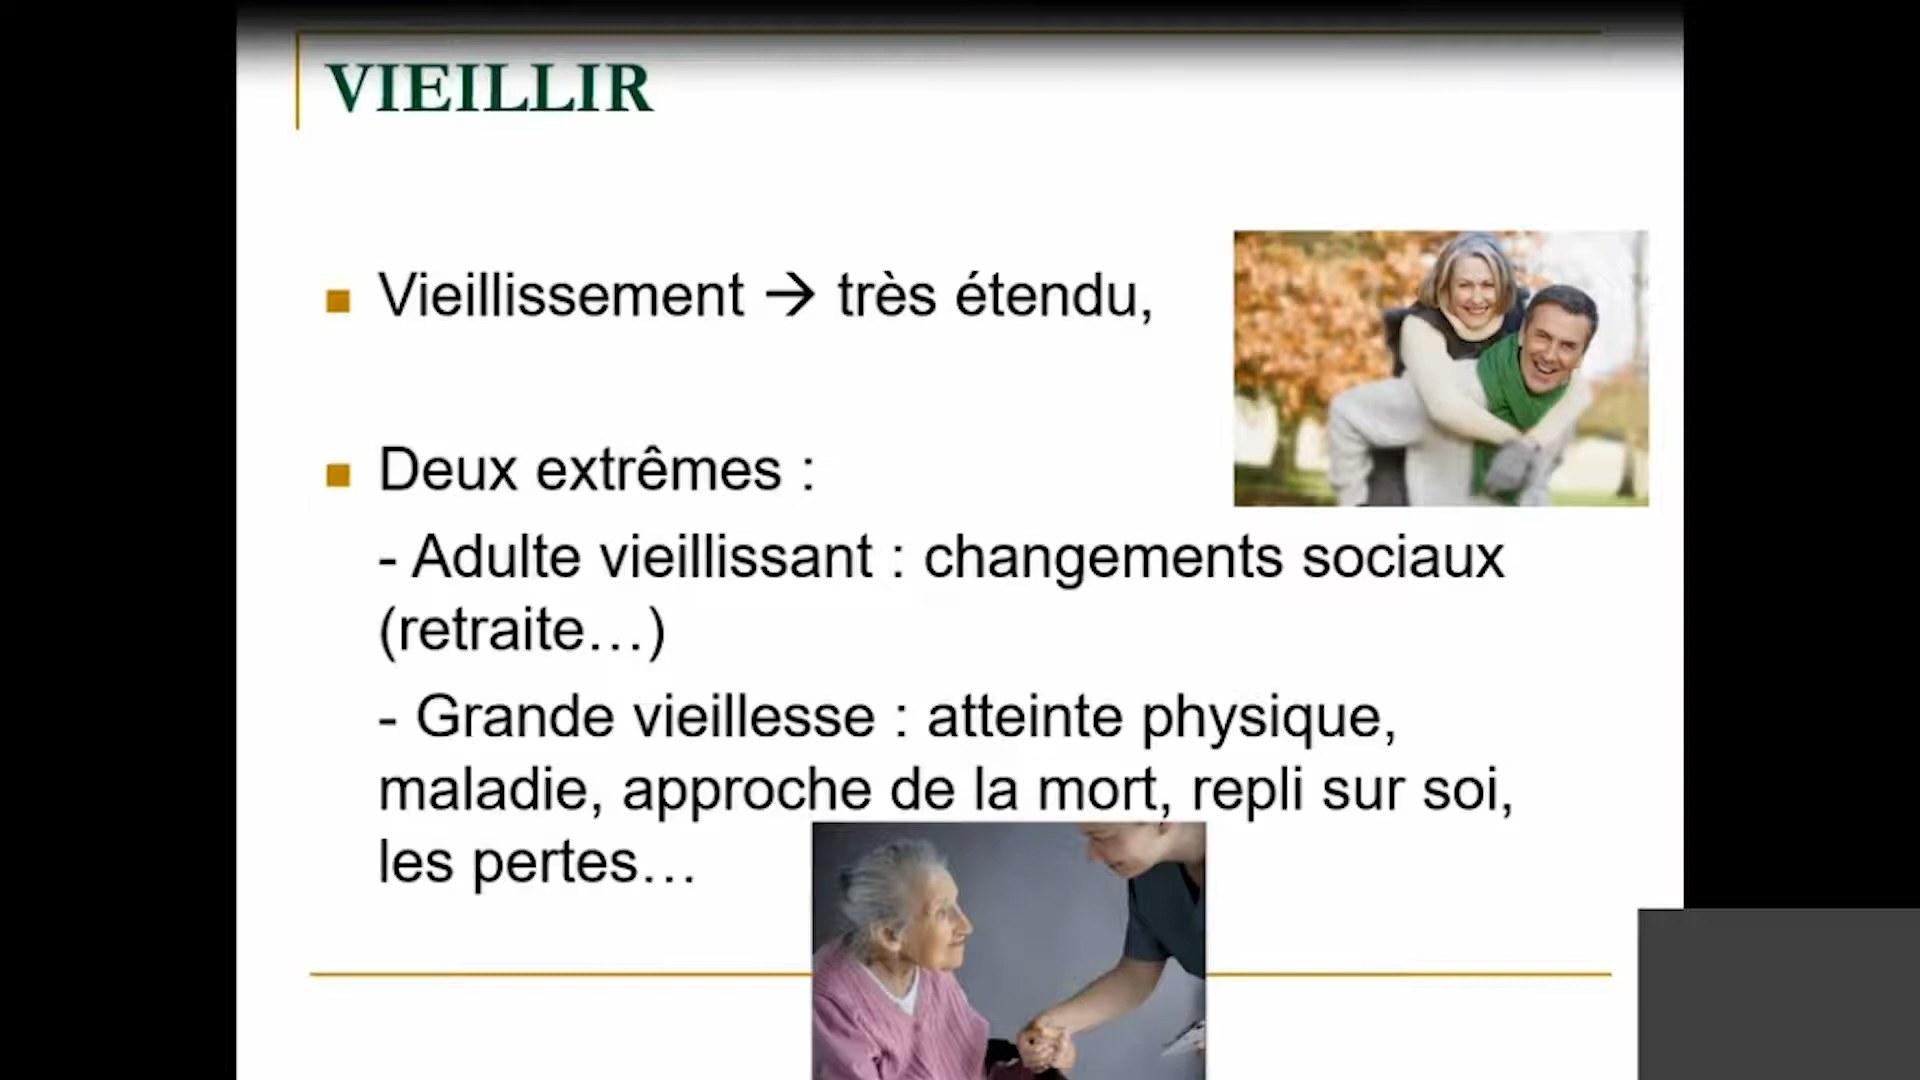 VIEILLIR
Vieillissement → très étendu,
Deux extrêmes :
- Adulte vieillissant : changements sociaux
(retraite…)
- Grande vieillesse : atteinte physique,
maladie, approche de la mort, repli sur soi,
les pertes…